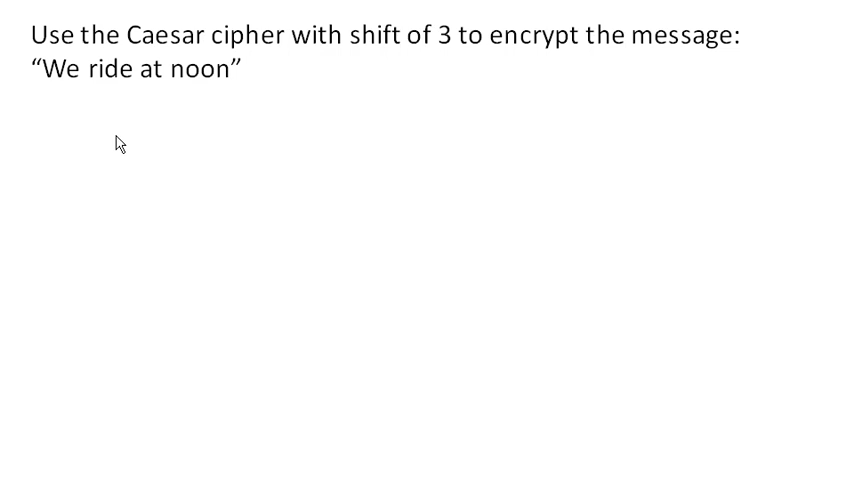 Use the Caesar cipher with shift of 3 to encrypt the message:
“We ride at noon”